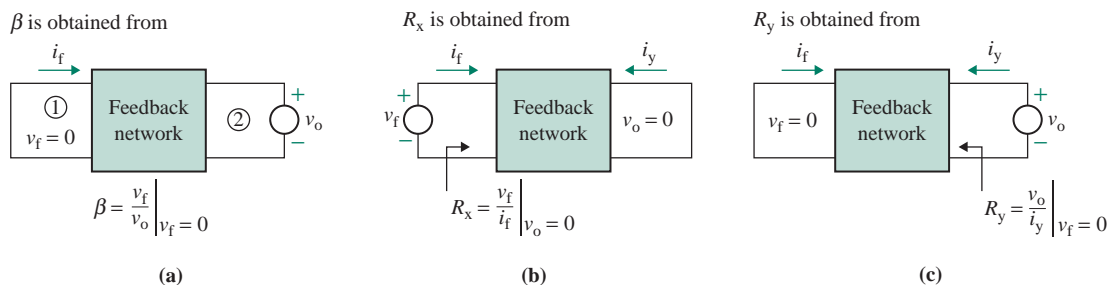 β is obtained from
i_f
① v_f = 0
Feedback network
②
+
v_o
−
β = v_f / v_o | v_f = 0
(a)
R_x is obtained from
i_f
i_y
+
v_f
−
Feedback network
v_o = 0
R_x = v_f / i_f | v_o = 0
(b)
R_y is obtained from
i_f
i_y
v_f = 0
Feedback network
+
v_o
−
R_y = v_o / i_y | v_f = 0
(c)